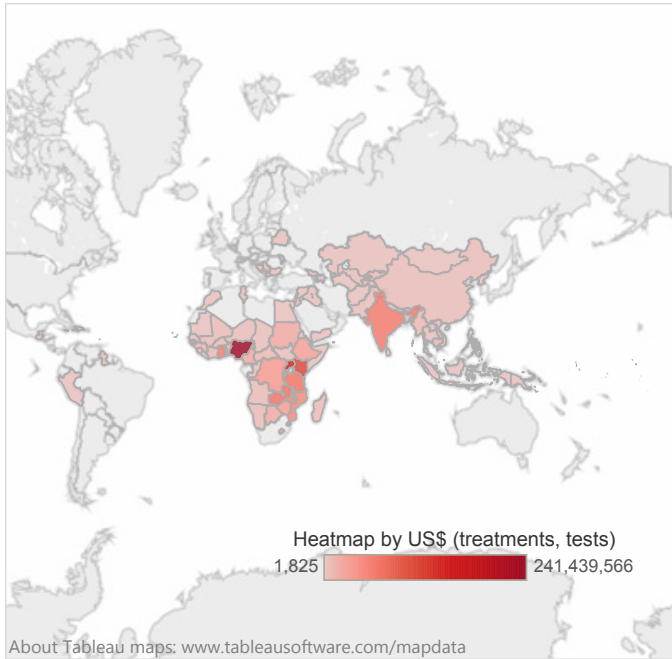 Heatmap by US$ (treatments, tests)
1,825 241,439,566
About Tableau maps: www.tableausoftware.com/mapdata